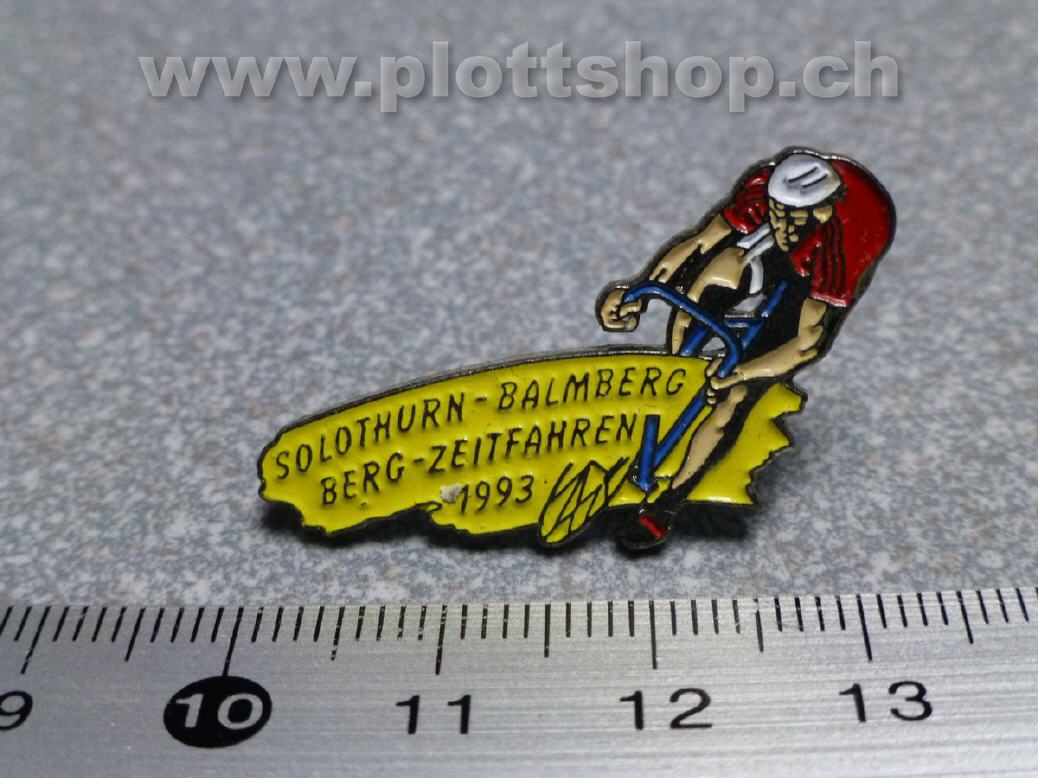 www.plottshop.ch
SOLOTHURN-BALMBERG
BERG-ZEITFAHREN
1993
9 10 11 12 13